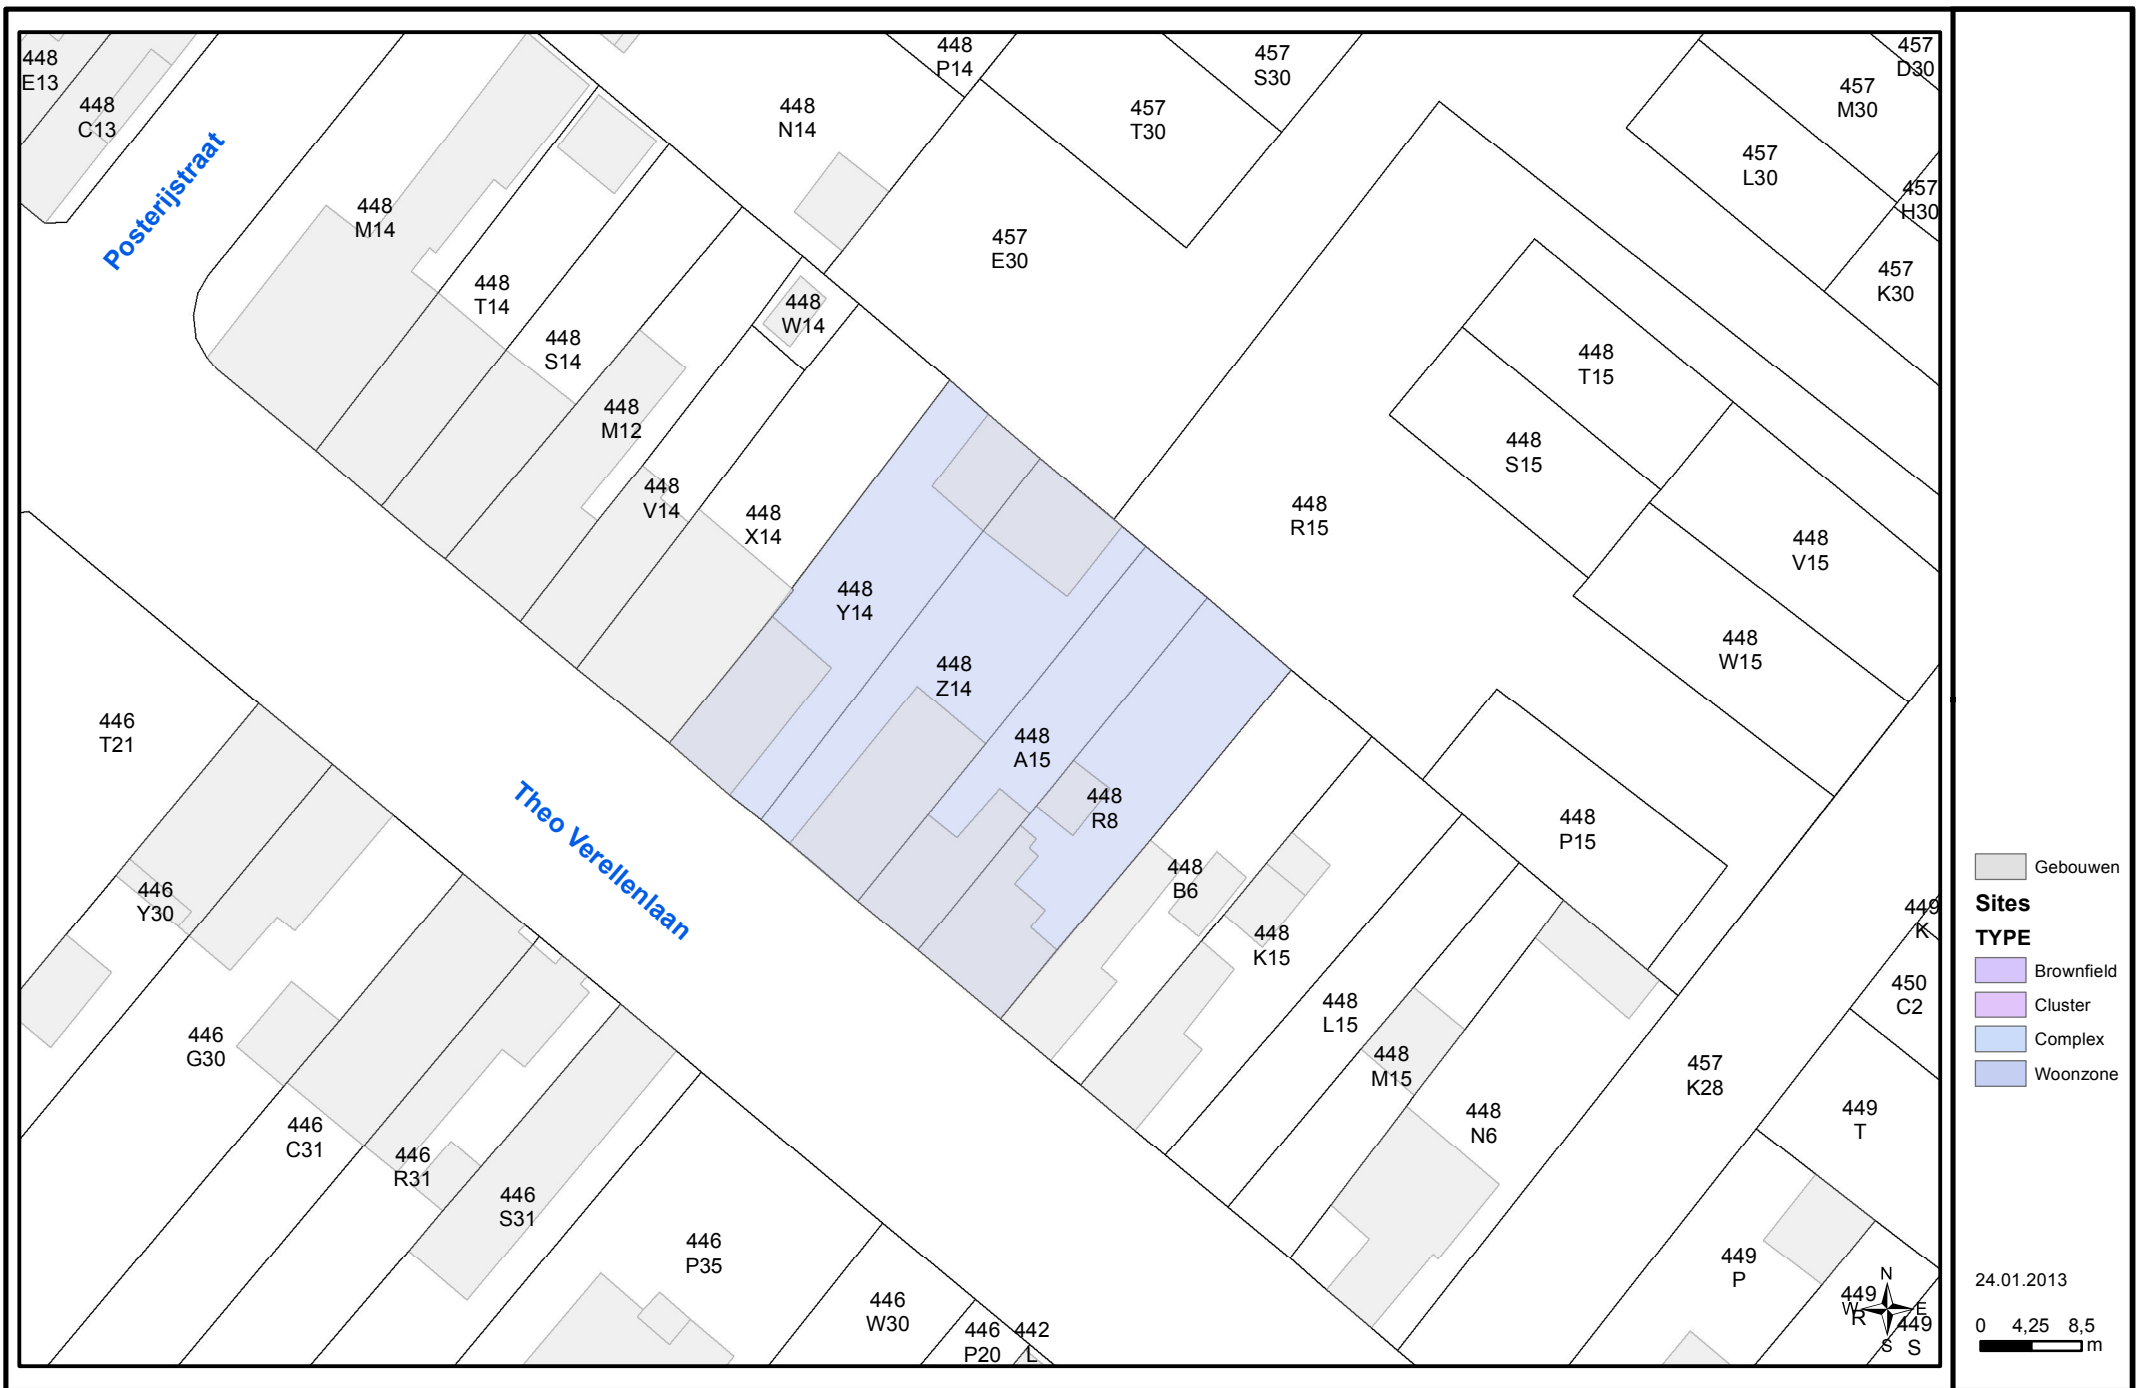 448
E13
448
C13
Posterijstraat
448
M14
448
N14
448
P14
457
S30
457
T30
457
D30
457
M30
457
L30
457
H30
457
K30
457
E30
448
T14
448
S14
448
W14
448
M12
448
V14
448
X14
448
T15
448
S15
448
R15
448
V15
448
W15
448
Y14
448
Z14
448
A15
448
R8
448
P15
446
T21
Theo Verellenlaan
448
B6
448
K15
449
K
450
C2
446
Y30
446
G30
448
L15
448
M15
448
N6
457
K28
449
T
446
C31
446
R31
446
S31
446
P35
446
W30
446
P20
442
L
449
P
449
R
449
S
N
W
E
S
Gebouwen
Sites
TYPE
Brownfield
Cluster
Complex
Woonzone
24.01.2013
0 4,25 8,5
m